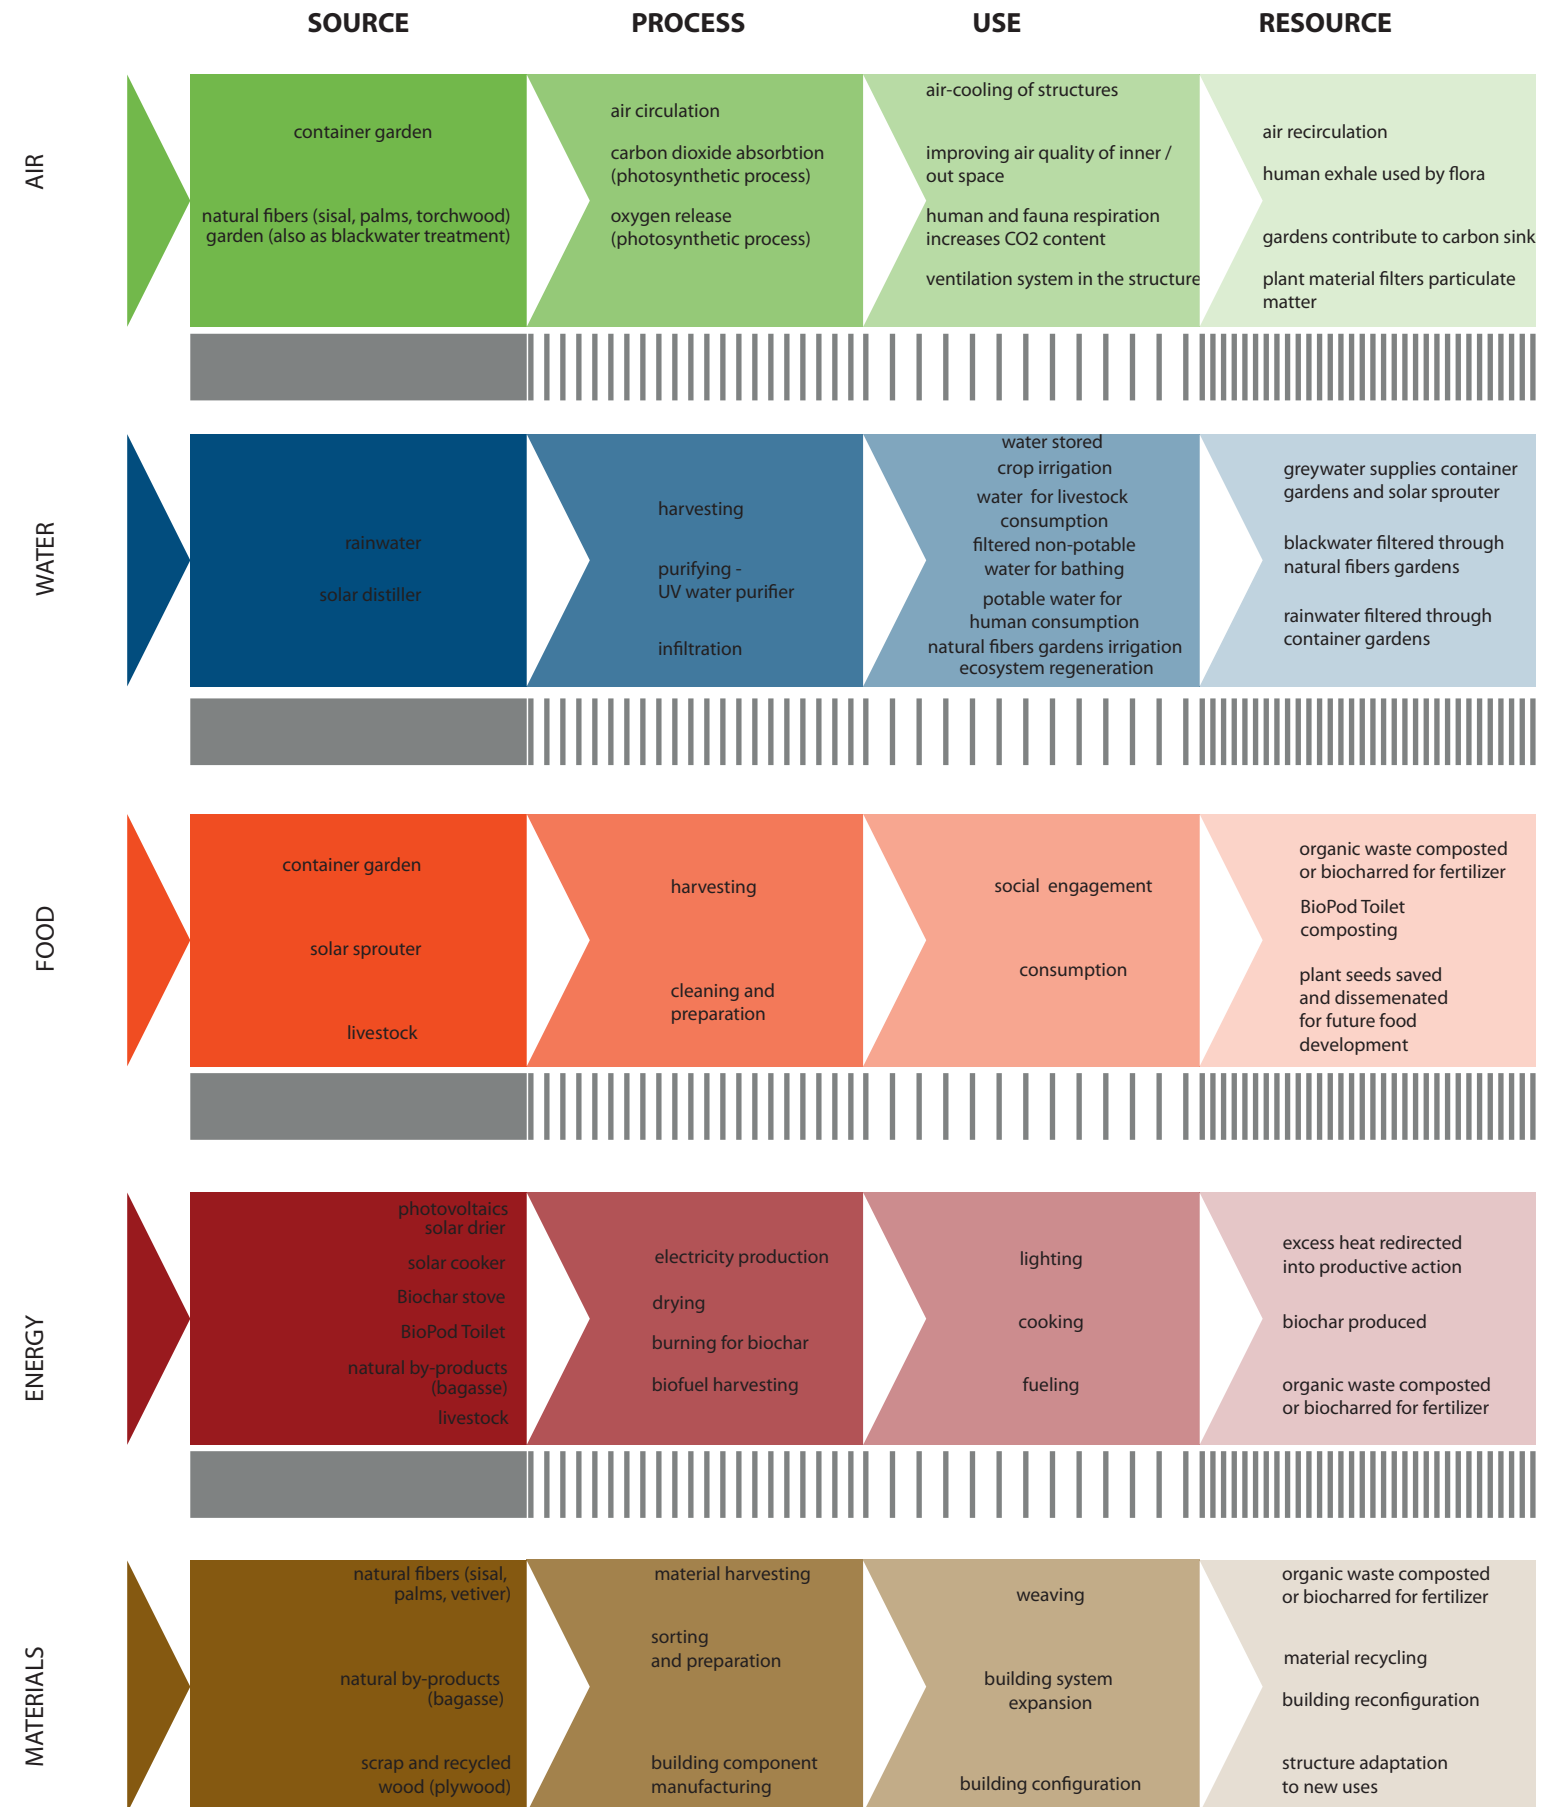 SOURCE
PROCESS
USE
RESOURCE
AIR
container garden
natural fibers (sisal, palms, torchwood)
garden (also as blackwater treatment)
air circulation
carbon dioxide absorbtion
(photosynthetic process)
oxygen release
(photosynthetic process)
air-cooling of structures
improving air quality of inner /
out space
human and fauna respiration
increases CO2 content
ventilation system in the structure
air recirculation
human exhale used by flora
gardens contribute to carbon sink
plant material filters particulate
matter
WATER
rainwater
solar distiller
harvesting
purifying -
UV water purifier
infiltration
water stored
crop irrigation
water for livestock
consumption
filtered non-potable
water for bathing
potable water for
human consumption
natural fibers gardens irrigation
ecosystem regeneration
greywater supplies container
gardens and solar sprouter
blackwater filtered through
natural fibers gardens
rainwater filtered through
container gardens
FOOD
container garden
solar sprouter
livestock
harvesting
cleaning and
preparation
social engagement
consumption
organic waste composted
or biocharred for fertilizer
BioPod Toilet
composting
plant seeds saved
and dissemenated
for future food
development
ENERGY
photovoltaics
solar drier
solar cooker
Biochar stove
BioPod Toilet
natural by-products
(bagasse)
livestock
electricity production
drying
burning for biochar
biofuel harvesting
lighting
cooking
fueling
excess heat redirected
into productive action
biochar produced
organic waste composted
or biocharred for fertilizer
MATERIALS
natural fibers (sisal,
palms, vetiver)
natural by-products
(bagasse)
scrap and recycled
wood (plywood)
material harvesting
sorting
and preparation
building component
manufacturing
weaving
building system
expansion
building configuration
organic waste composted
or biocharred for fertilizer
material recycling
building reconfiguration
structure adaptation
to new uses